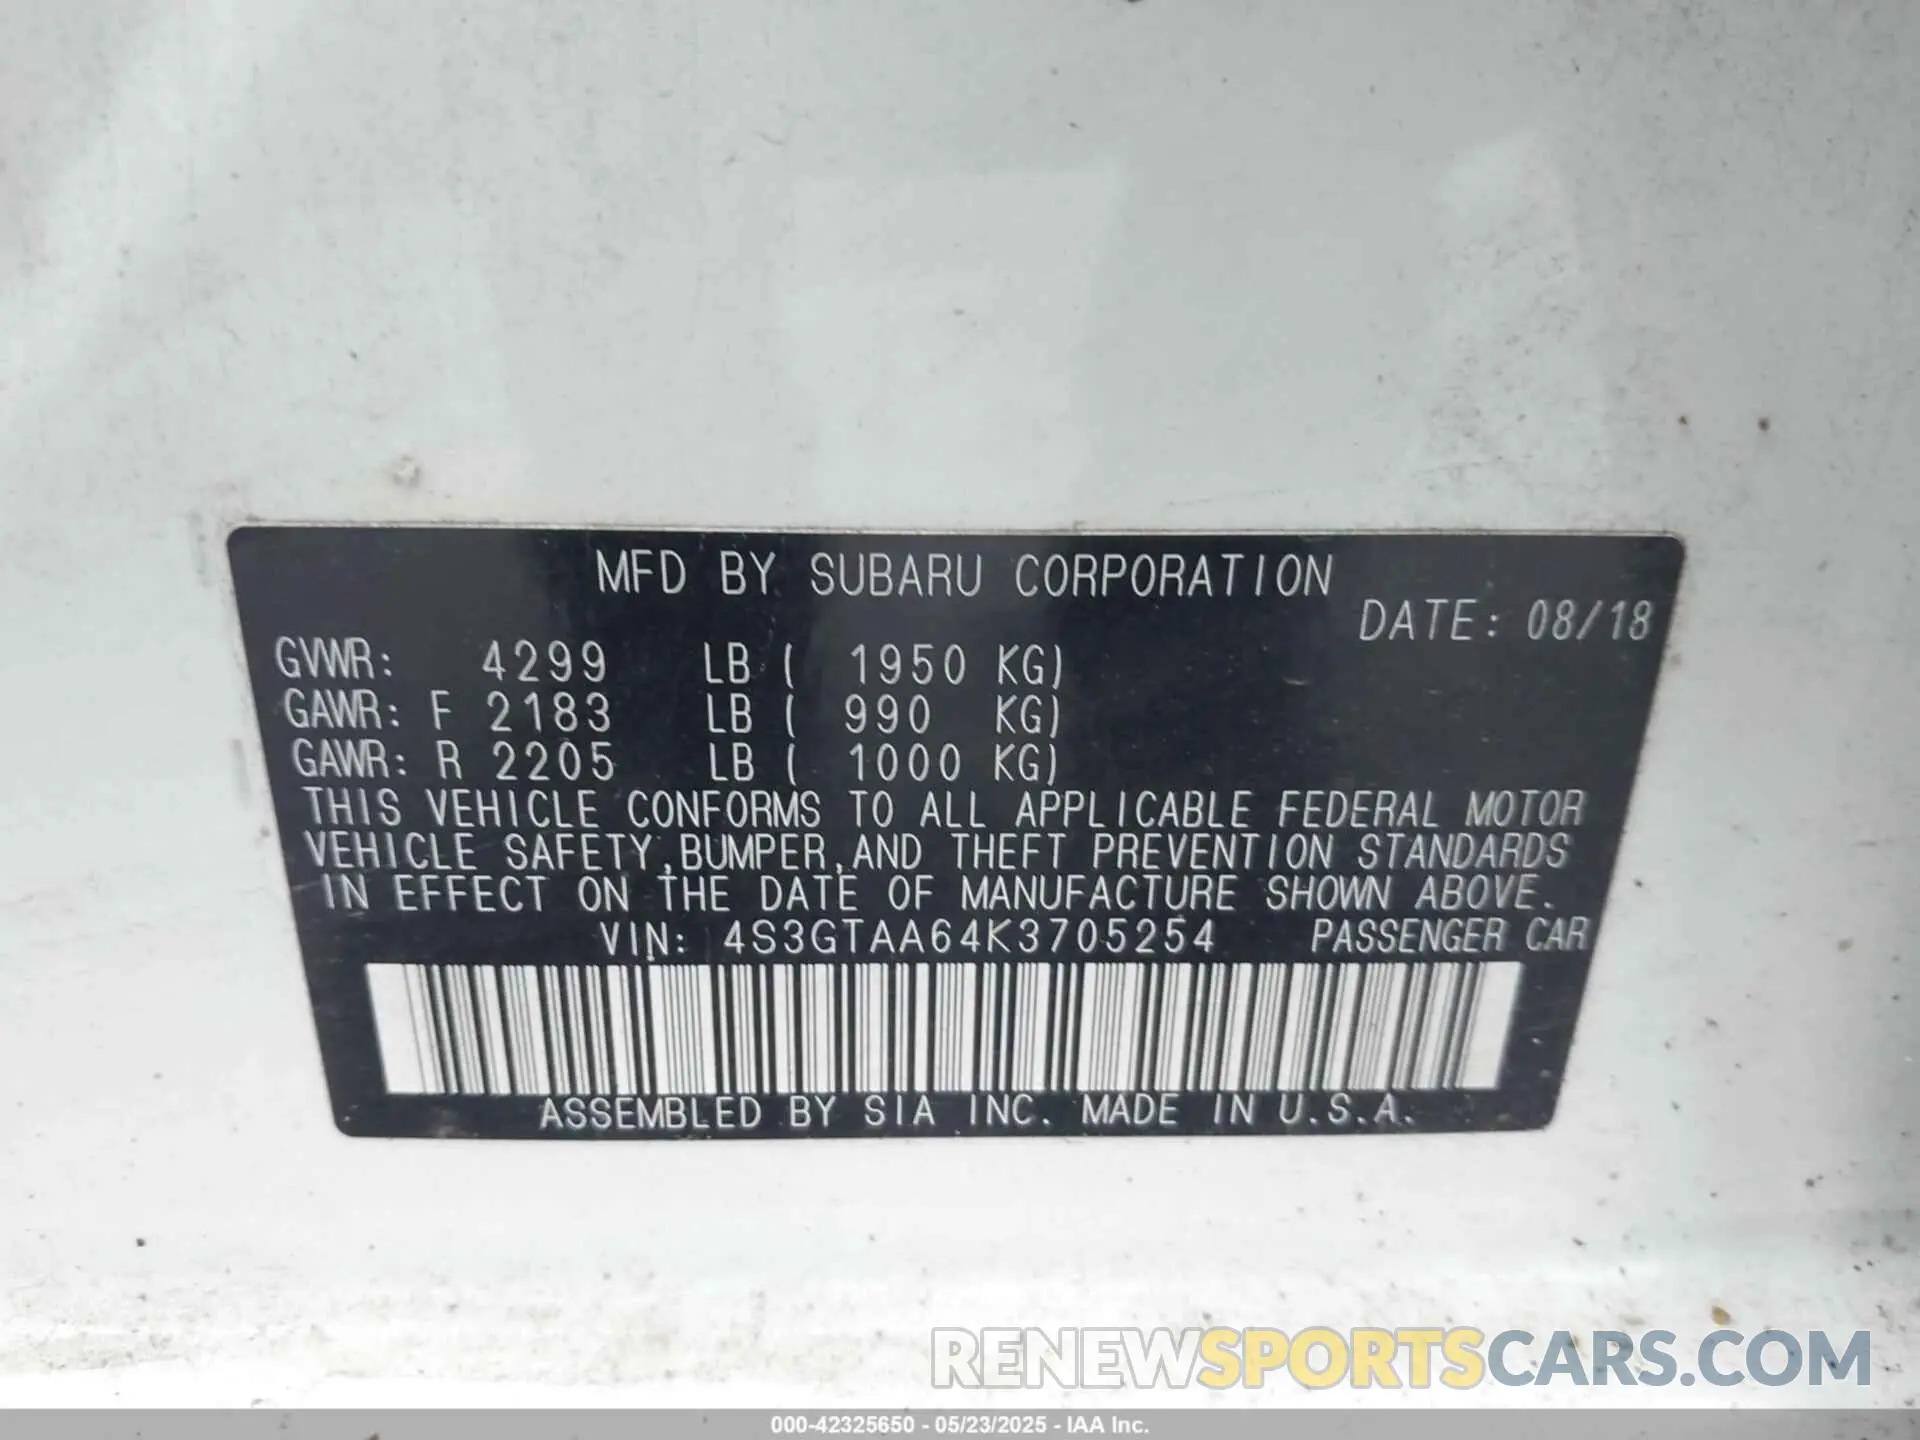 MFD BY SUBARU CORPORATION
DATE: 08/18
GVWR: 4299 LB ( 1950 KG)
GAWR: F 2183 LB ( 990 KG)
GAWR: R 2205 LB ( 1000 KG)
THIS VEHICLE CONFORMS TO ALL APPLICABLE FEDERAL MOTOR
VEHICLE SAFETY,BUMPER,AND THEFT PREVENTION STANDARDS
IN EFFECT ON THE DATE OF MANUFACTURE SHOWN ABOVE.
VIN: 4S3GTAA64K3705254 PASSENGER CAR
ASSEMBLED BY SIA INC. MADE IN U.S.A.
RENEWSPORTSCARS.COM
000-42325650 - 05/23/2025 - IAA Inc.